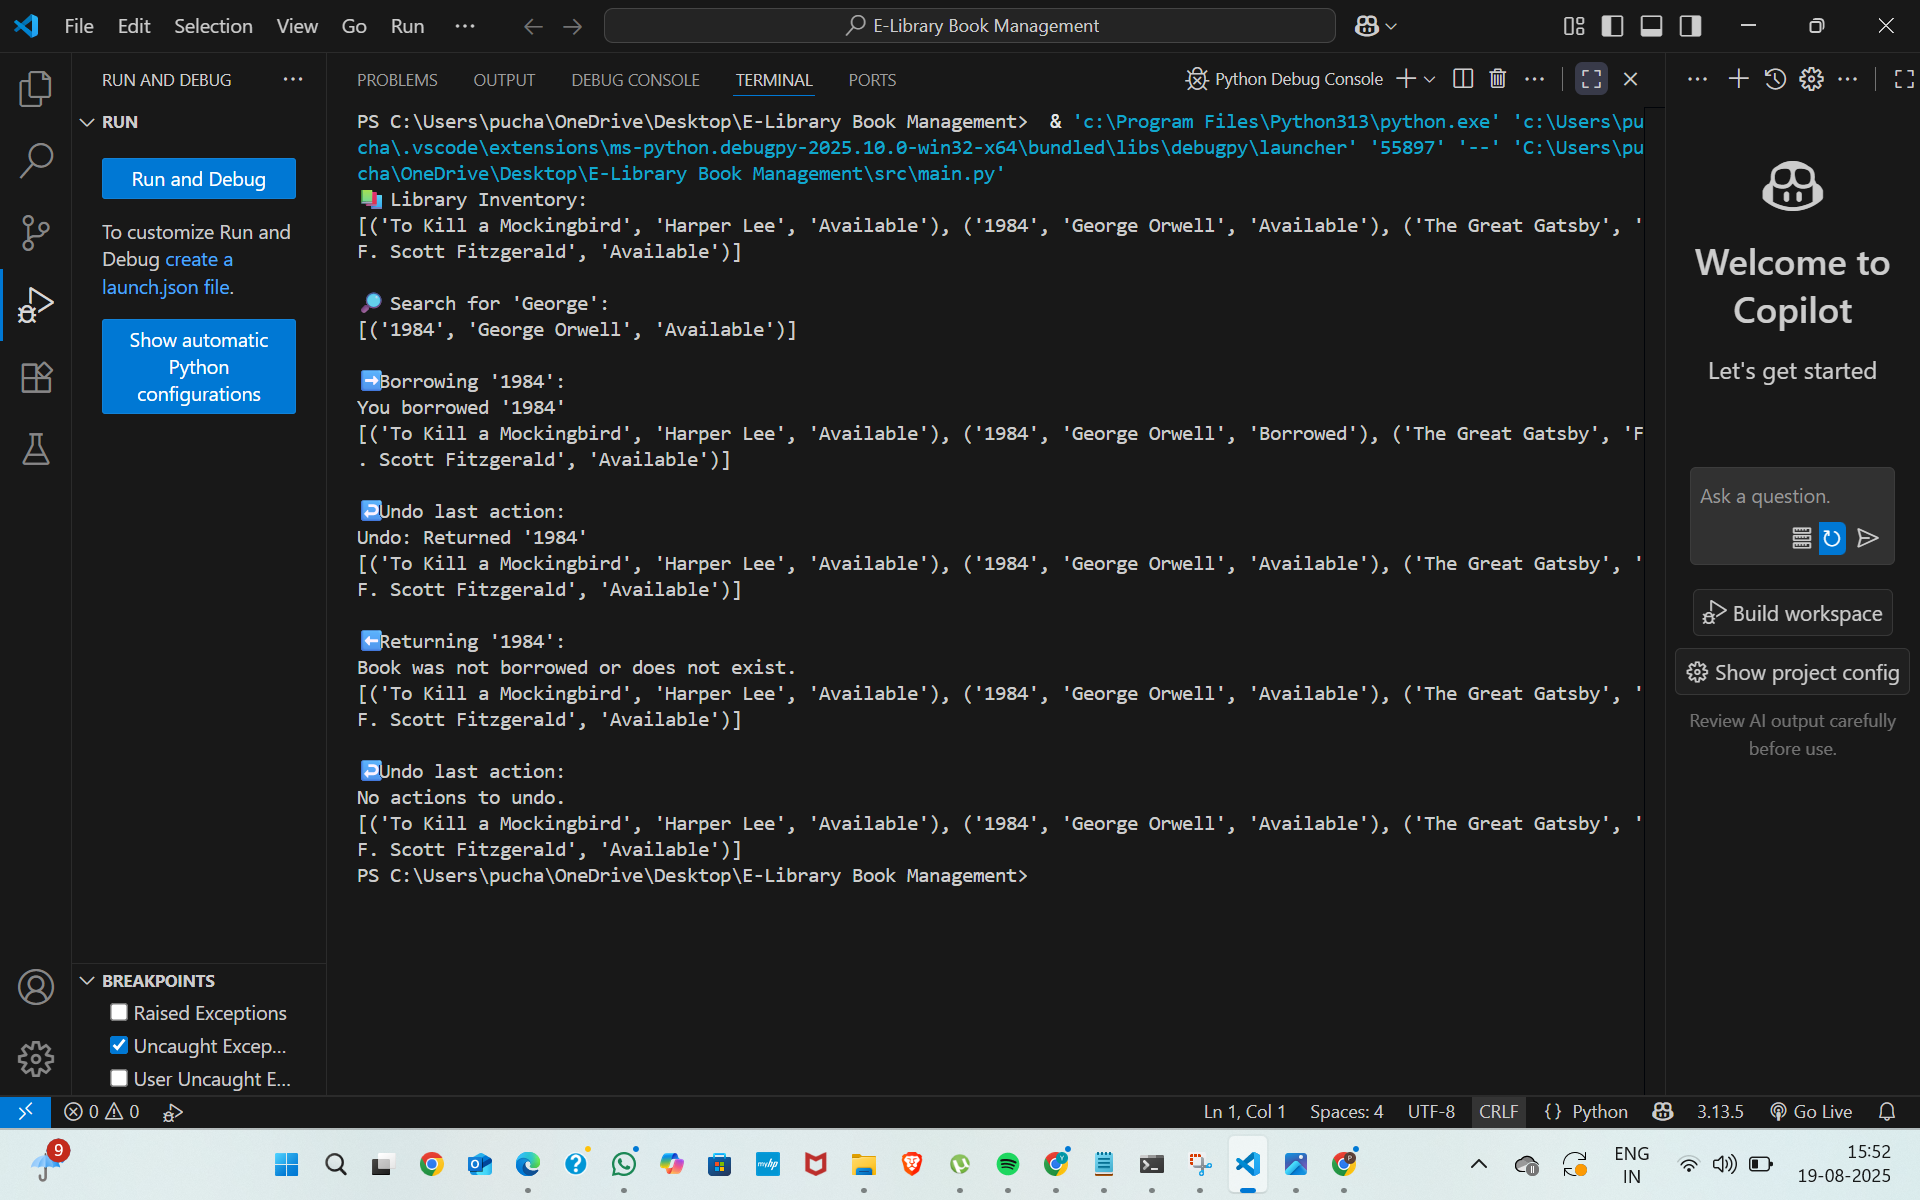 File Edit Selection View Go Run ···
E-Library Book Management
RUN AND DEBUG ···
RUN
Run and Debug
To customize Run and
Debug create a
launch.json file.
Show automatic
Python
configurations
BREAKPOINTS
Raised Exceptions
Uncaught Excep...
User Uncaught E...
PROBLEMS OUTPUT DEBUG CONSOLE TERMINAL PORTS
Python Debug Console
PS C:\Users\pucha\OneDrive\Desktop\E-Library Book Management>  & 'c:\Program Files\Python313\python.exe' 'c:\Users\pu
cha\.vscode\extensions\ms-python.debugpy-2025.10.0-win32-x64\bundled\libs\debugpy\launcher' '55897' '--' 'C:\Users\pu
cha\OneDrive\Desktop\E-Library Book Management\src\main.py'
📚 Library Inventory:
[('To Kill a Mockingbird', 'Harper Lee', 'Available'), ('1984', 'George Orwell', 'Available'), ('The Great Gatsby', '
F. Scott Fitzgerald', 'Available')]
🔎 Search for 'George':
[('1984', 'George Orwell', 'Available')]
➡️Borrowing '1984':
You borrowed '1984'
[('To Kill a Mockingbird', 'Harper Lee', 'Available'), ('1984', 'George Orwell', 'Borrowed'), ('The Great Gatsby', 'F
. Scott Fitzgerald', 'Available')]
↩️Undo last action:
Undo: Returned '1984'
[('To Kill a Mockingbird', 'Harper Lee', 'Available'), ('1984', 'George Orwell', 'Available'), ('The Great Gatsby', '
F. Scott Fitzgerald', 'Available')]
⬅️Returning '1984':
Book was not borrowed or does not exist.
[('To Kill a Mockingbird', 'Harper Lee', 'Available'), ('1984', 'George Orwell', 'Available'), ('The Great Gatsby', '
F. Scott Fitzgerald', 'Available')]
↩️Undo last action:
No actions to undo.
[('To Kill a Mockingbird', 'Harper Lee', 'Available'), ('1984', 'George Orwell', 'Available'), ('The Great Gatsby', '
F. Scott Fitzgerald', 'Available')]
PS C:\Users\pucha\OneDrive\Desktop\E-Library Book Management>
Welcome to
Copilot
Let's get started
Ask a question.
Build workspace
Show project config
Review AI output carefully
before use.
0 0
Ln 1, Col 1 Spaces: 4 UTF-8 CRLF {} Python 3.13.5 Go Live
9
myhp
ENG
IN
15:52
19-08-2025